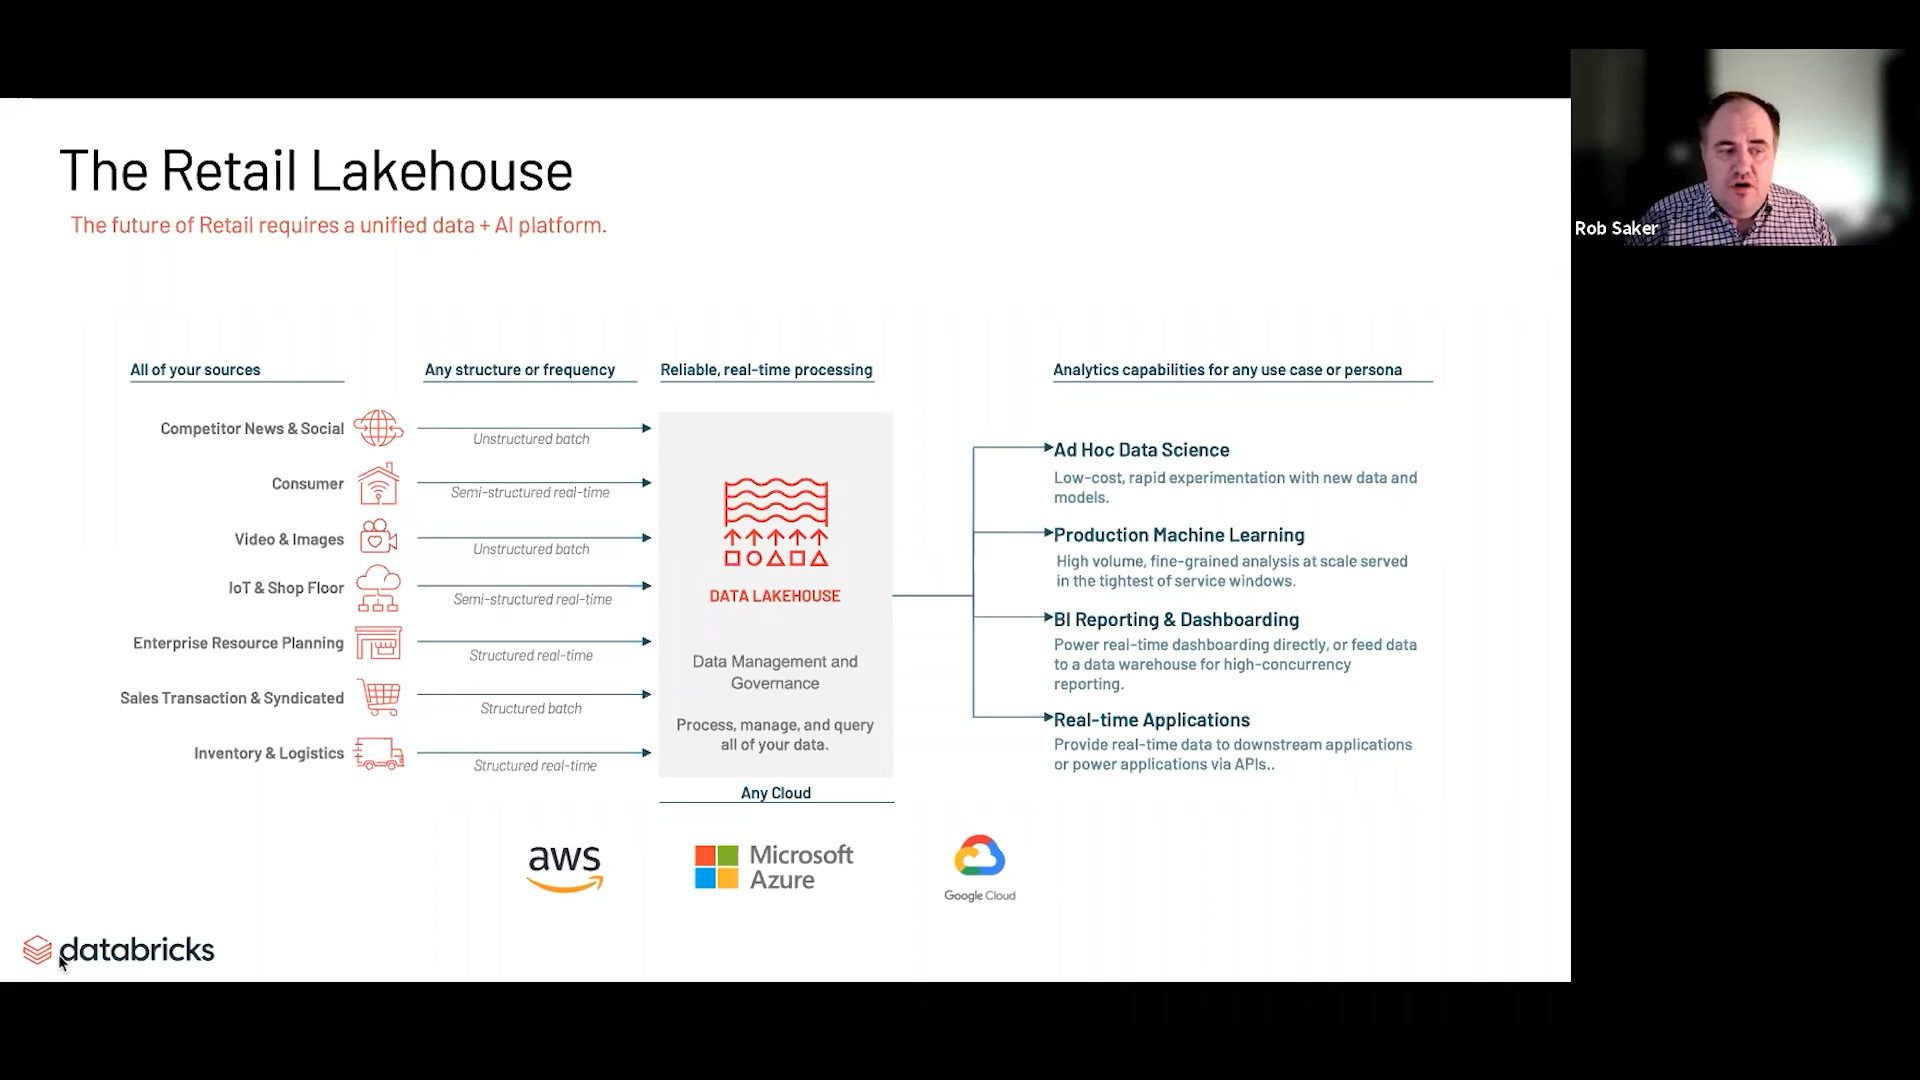 The Retail Lakehouse
The future of Retail requires a unified data + AI platform.
Rob Saker
All of your sources
Any structure or frequency
Reliable, real-time processing
Analytics capabilities for any use case or persona
Competitor News & Social
Unstructured batch
Consumer
Semi-structured real-time
Video & Images
Unstructured batch
IoT & Shop Floor
Semi-structured real-time
Enterprise Resource Planning
Structured real-time
Sales Transaction & Syndicated
Structured batch
Inventory & Logistics
Structured real-time
DATA LAKEHOUSE
Data Management and
Governance
Process, manage, and query
all of your data.
Any Cloud
Ad Hoc Data Science
Low-cost, rapid experimentation with new data and
models.
Production Machine Learning
High volume, fine-grained analysis at scale served
in the tightest of service windows.
BI Reporting & Dashboarding
Power real-time dashboarding directly, or feed data
to a data warehouse for high-concurrency
reporting.
Real-time Applications
Provide real-time data to downstream applications
or power applications via APIs..
aws
Microsoft
Azure
Google Cloud
databricks